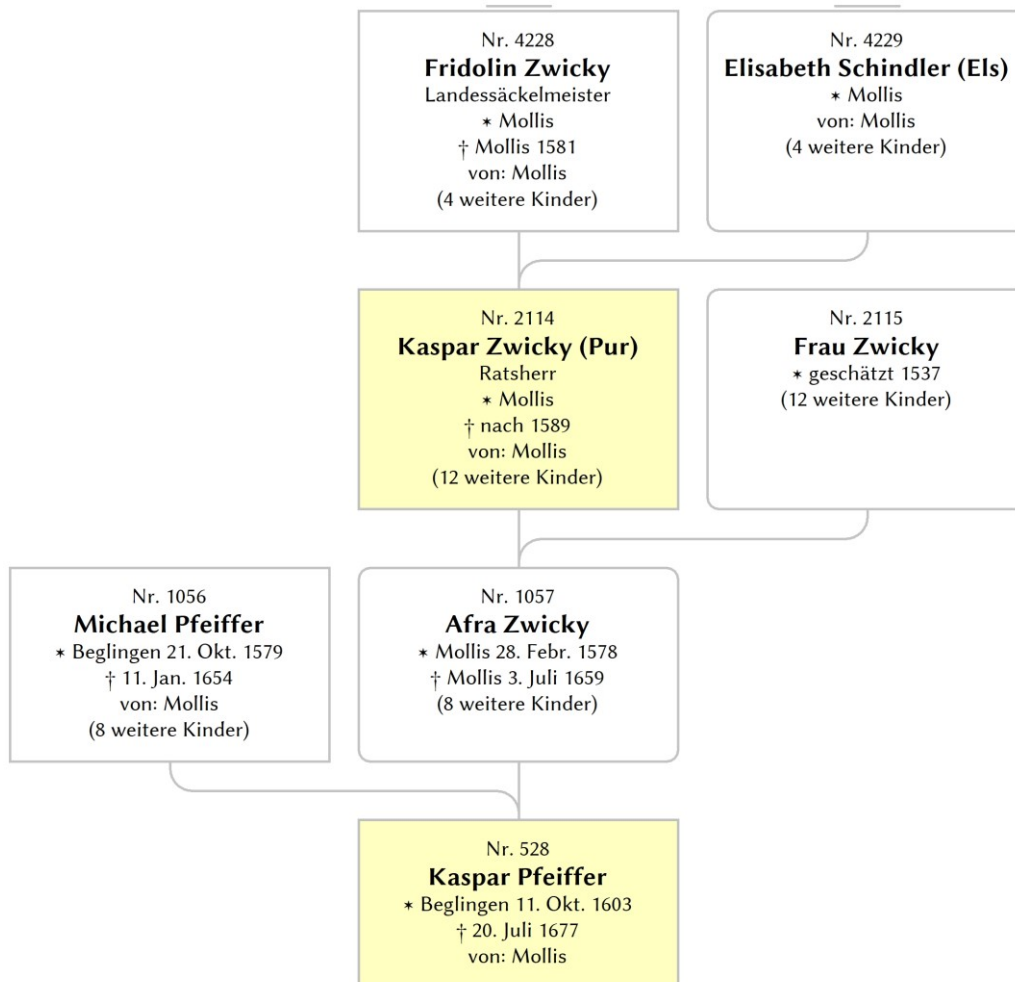 Nr. 4228
Fridolin Zwicky
Landessäckelmeister
✶ Mollis
† Mollis 1581
von: Mollis
(4 weitere Kinder)
Nr. 4229
Elisabeth Schindler (Els)
✶ Mollis
von: Mollis
(4 weitere Kinder)
Nr. 2114
Kaspar Zwicky (Pur)
Ratsherr
✶ Mollis
† nach 1589
von: Mollis
(12 weitere Kinder)
Nr. 2115
Frau Zwicky
✶ geschätzt 1537
(12 weitere Kinder)
Nr. 1056
Michael Pfeiffer
✶ Beglingen 21. Okt. 1579
† 11. Jan. 1654
von: Mollis
(8 weitere Kinder)
Nr. 1057
Afra Zwicky
✶ Mollis 28. Febr. 1578
† Mollis 3. Juli 1659
(8 weitere Kinder)
Nr. 528
Kaspar Pfeiffer
✶ Beglingen 11. Okt. 1603
† 20. Juli 1677
von: Mollis